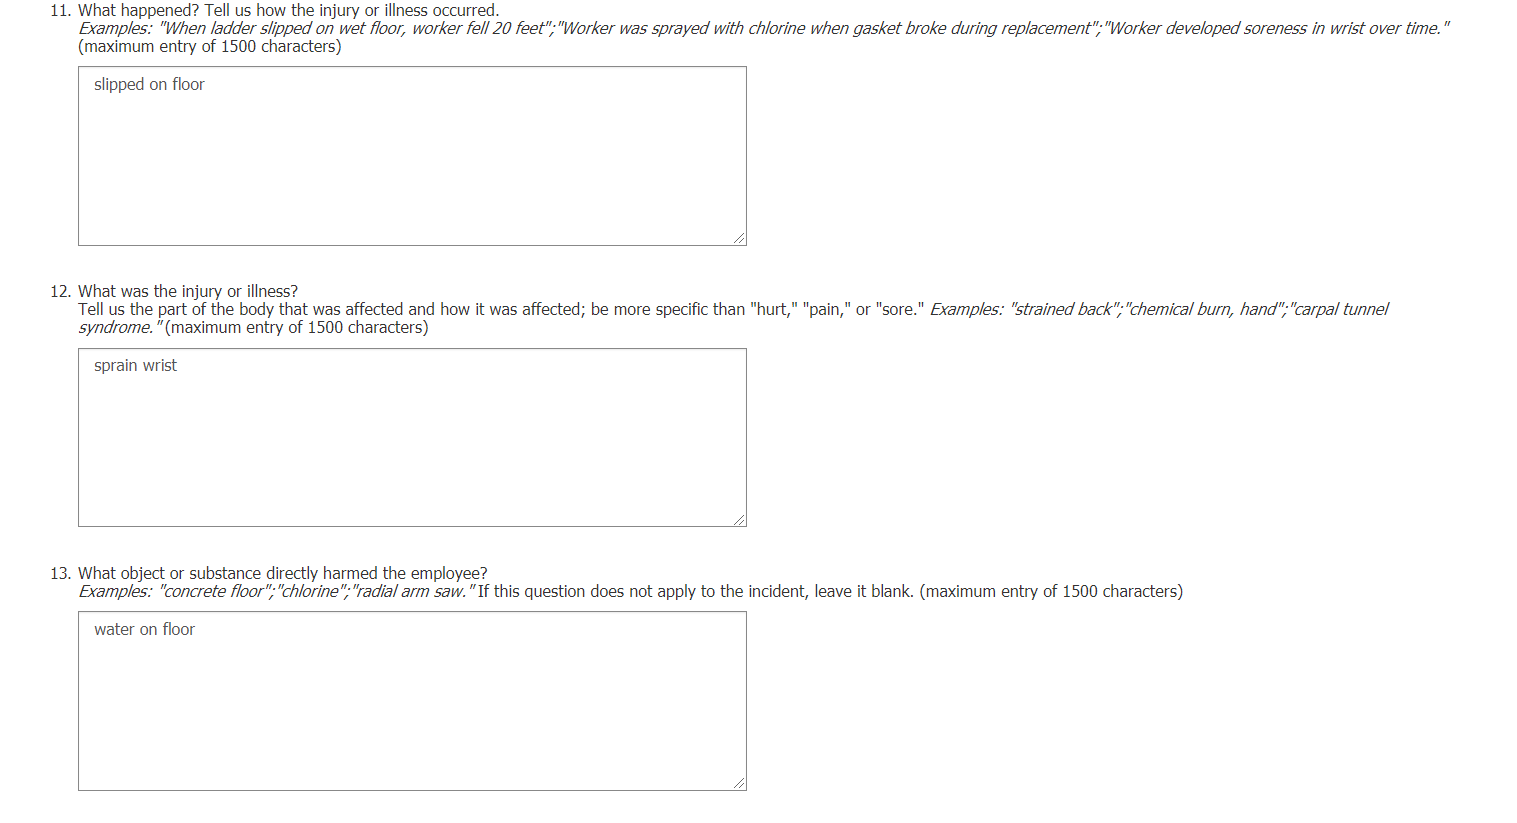 11. What happened? Tell us how the injury or illness occurred.
Examples: "When ladder slipped on wet floor, worker fell 20 feet";"Worker was sprayed with chlorine when gasket broke during replacement";"Worker developed soreness in wrist over time."
(maximum entry of 1500 characters)
slipped on floor
12. What was the injury or illness?
Tell us the part of the body that was affected and how it was affected; be more specific than "hurt," "pain," or "sore." Examples: "strained back";"chemical burn, hand";"carpal tunnel
syndrome."(maximum entry of 1500 characters)
sprain wrist
13. What object or substance directly harmed the employee?
Examples: "concrete floor";"chlorine";"radial arm saw."If this question does not apply to the incident, leave it blank. (maximum entry of 1500 characters)
water on floor